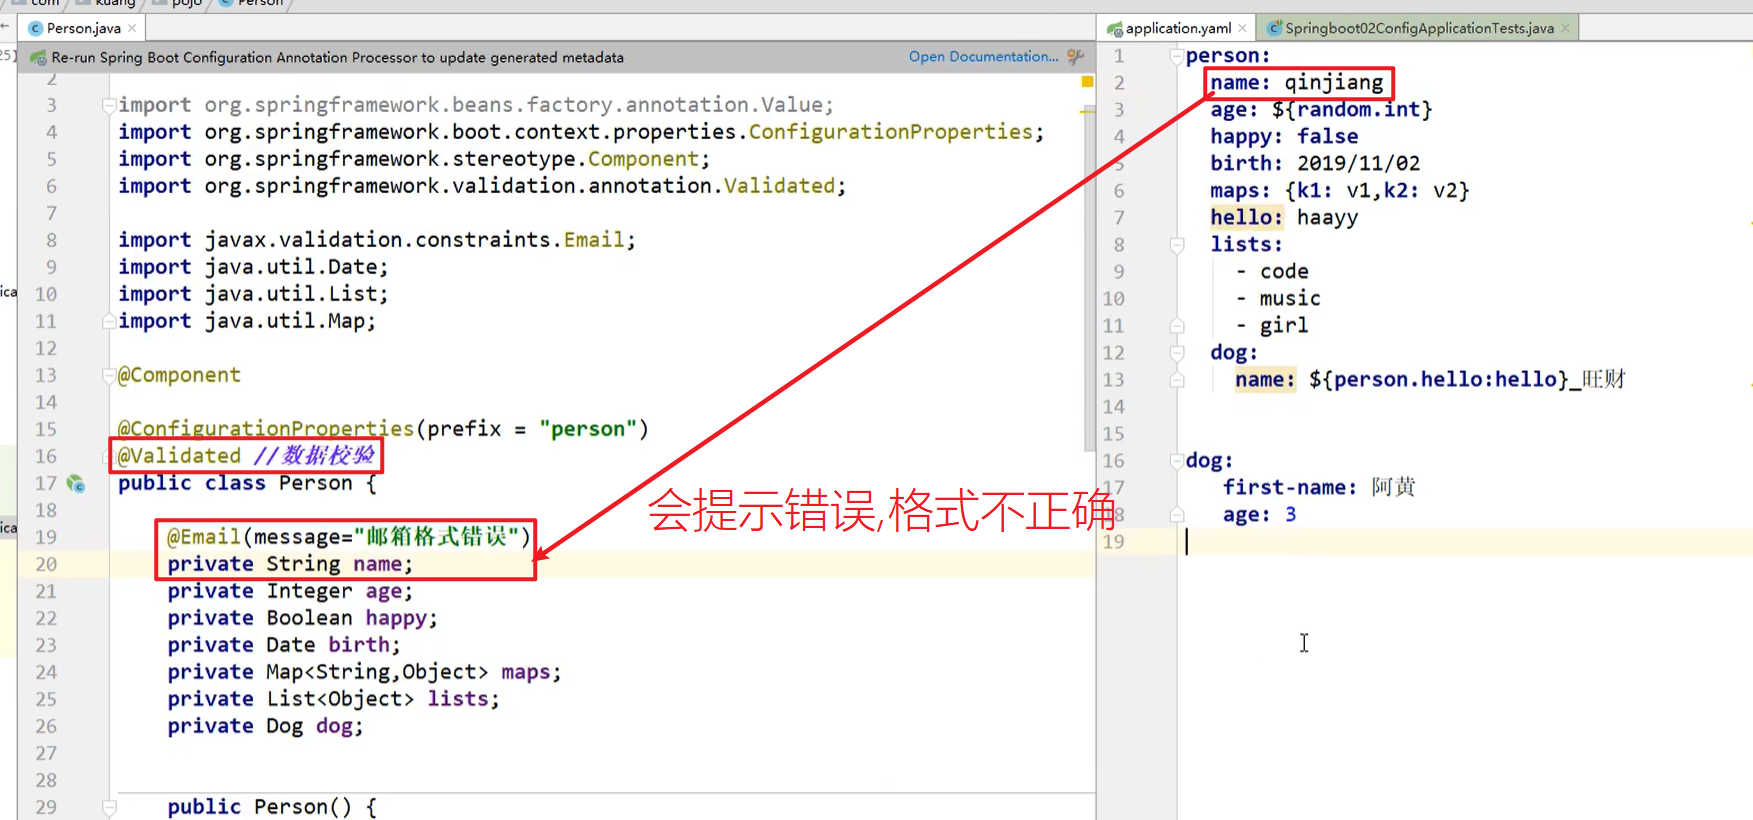 com kuang pojo Person
Person.java
Re-run Spring Boot Configuration Annotation Processor to update generated metadata
Open Documentation...
2
3 import org.springframework.beans.factory.annotation.Value;
4 import org.springframework.boot.context.properties.ConfigurationProperties;
5 import org.springframework.stereotype.Component;
6 import org.springframework.validation.annotation.Validated;
7
8 import javax.validation.constraints.Email;
9 import java.util.Date;
10 import java.util.List;
11 import java.util.Map;
12
13 @Component
14
15 @ConfigurationProperties(prefix = "person")
16 @Validated //数据校验
17 public class Person {
18
19 @Email(message="邮箱格式错误")
20 private String name;
21 private Integer age;
22 private Boolean happy;
23 private Date birth;
24 private Map<String,Object> maps;
25 private List<Object> lists;
26 private Dog dog;
27
28
29 public Person() {
会提示错误,格式不正确
application.yaml
Springboot02ConfigApplicationTests.java
1 person:
2 name: qinjiang
3 age: ${random.int}
4 happy: false
5 birth: 2019/11/02
6 maps: {k1: v1,k2: v2}
7 hello: haayy
8 lists:
9 - code
10 - music
11 - girl
12 dog:
13 name: ${person.hello:hello}_旺财
14
15
16 dog:
17 first-name: 阿黄
18 age: 3
19